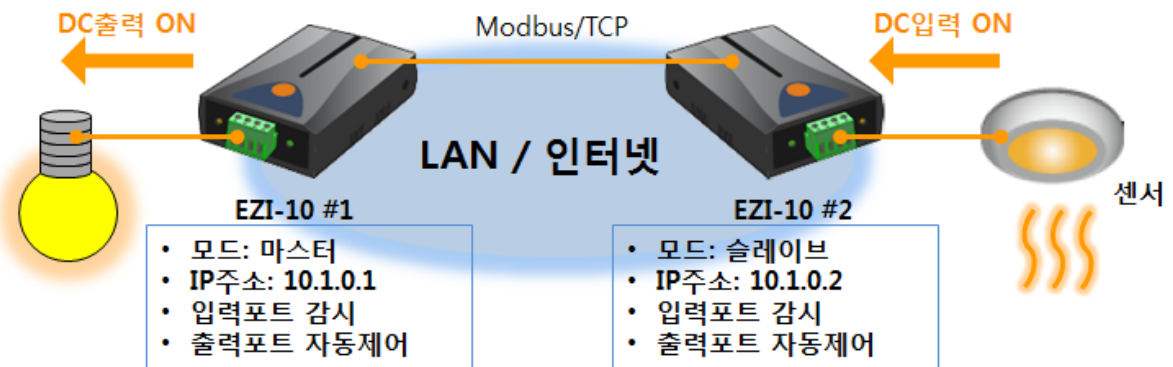 DC출력 ON
Modbus/TCP
DC입력 ON
LAN / 인터넷
센서
EZI-10 #1
• 모드: 마스터
• IP주소: 10.1.0.1
• 입력포트 감시
• 출력포트 자동제어
EZI-10 #2
• 모드: 슬레이브
• IP주소: 10.1.0.2
• 입력포트 감시
• 출력포트 자동제어